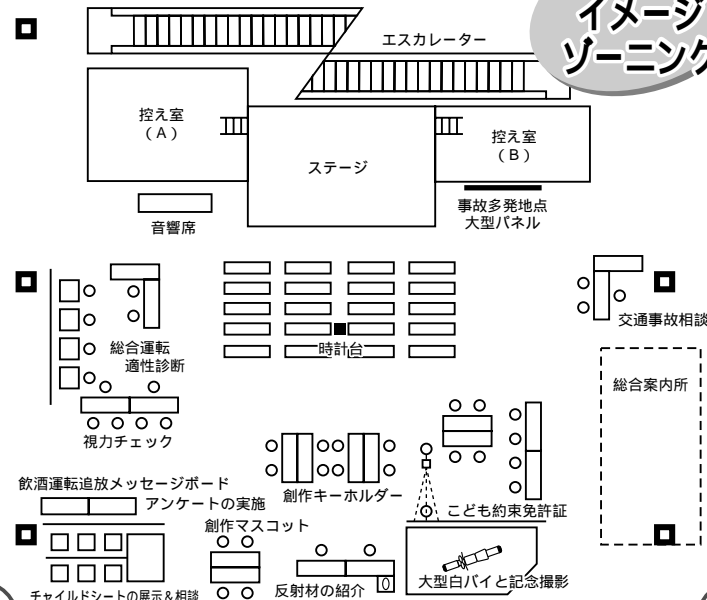 イメージ
ゾーニング
エスカレーター
控え室
（Ａ）
ステージ
控え室
（Ｂ）
音響席
事故多発地点
大型パネル
交通事故相談
総合運転
適性診断
時計台
総合案内所
視力チェック
飲酒運転追放メッセージボード
アンケートの実施
創作キーホルダー
こども約束免許証
創作マスコット
チャイルドシートの展示＆相談
反射材の紹介
大型白バイと記念撮影